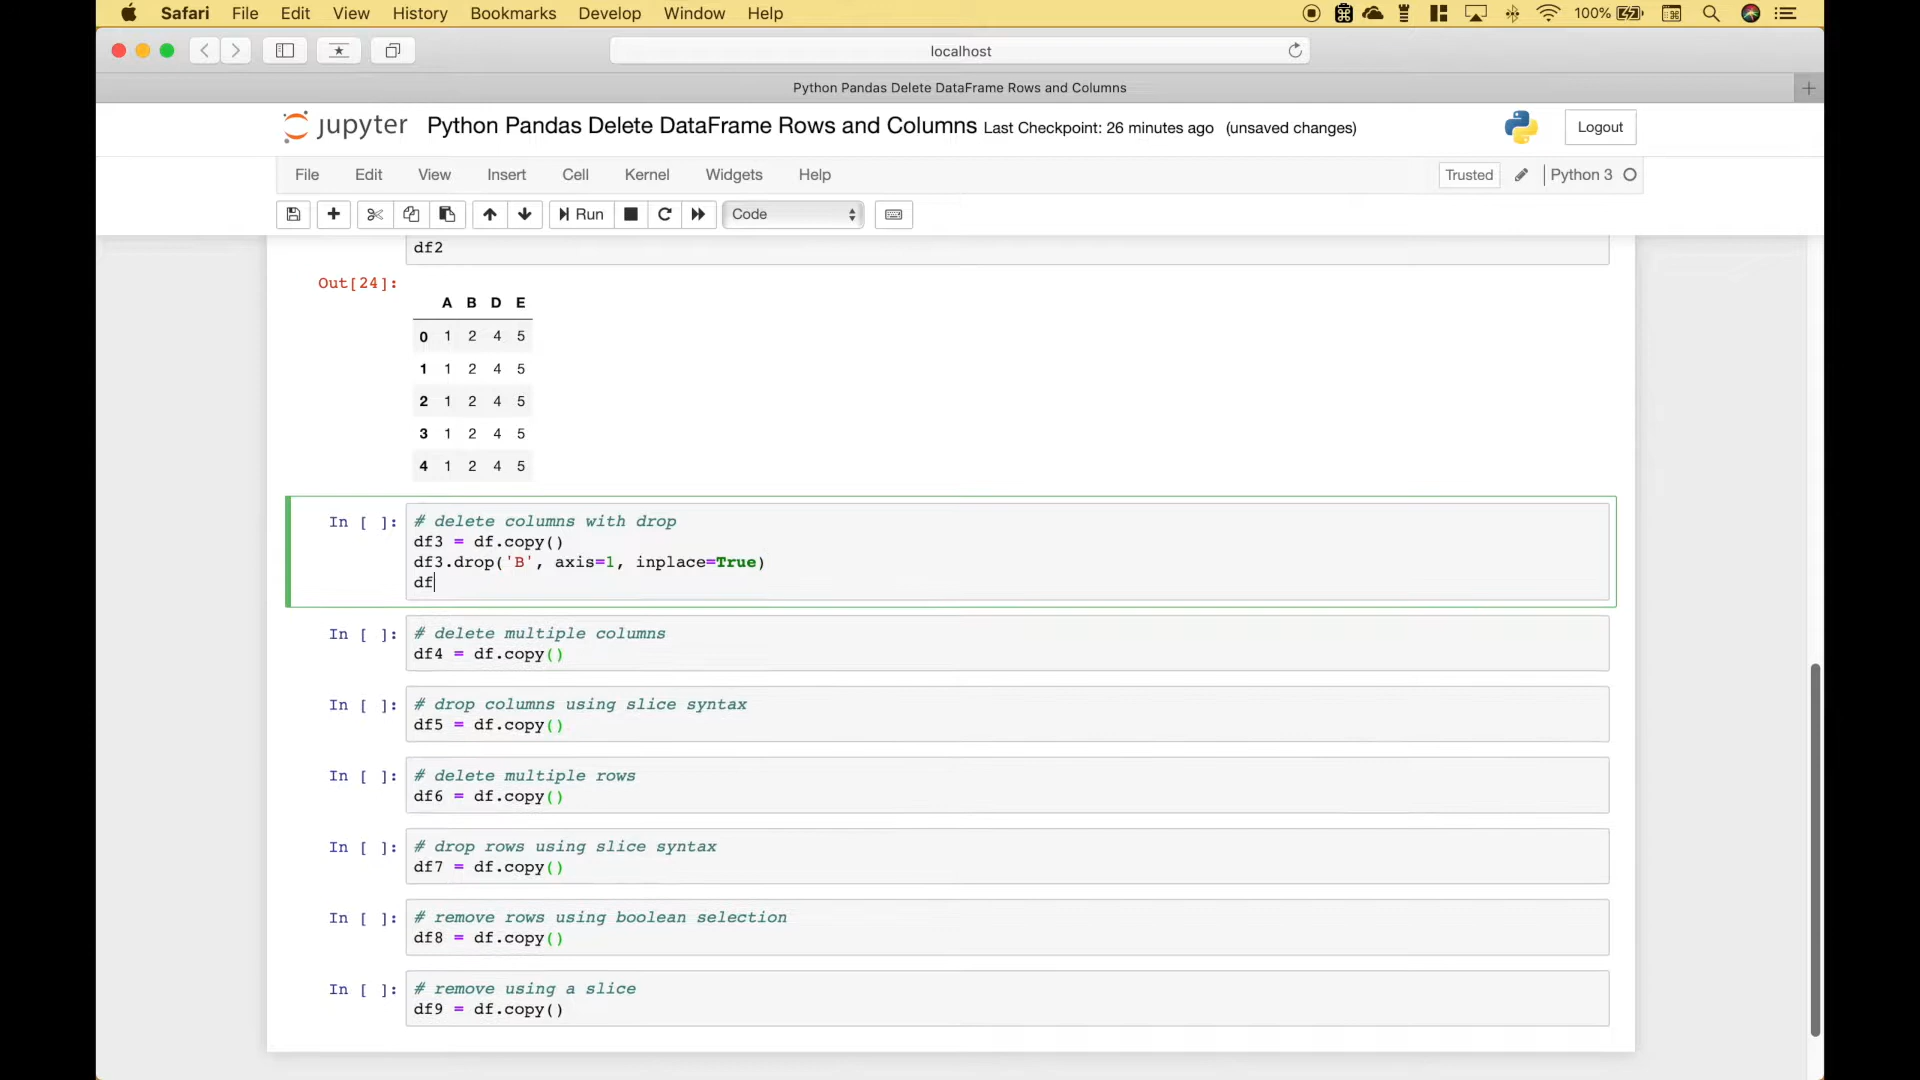 Safari File Edit View History Bookmarks Develop Window Help 100%
localhost
Python Pandas Delete DataFrame Rows and Columns
jupyter Python Pandas Delete DataFrame Rows and Columns Last Checkpoint: 26 minutes ago (unsaved changes) Logout
File Edit View Insert Cell Kernel Widgets Help Trusted Python 3
Run Code
df2
Out[24]:
A B D E
0 1 2 4 5
1 1 2 4 5
2 1 2 4 5
3 1 2 4 5
4 1 2 4 5
In [ ]: # delete columns with drop
df3 = df.copy()
df3.drop('B', axis=1, inplace=True)
df
In [ ]: # delete multiple columns
df4 = df.copy()
In [ ]: # drop columns using slice syntax
df5 = df.copy()
In [ ]: # delete multiple rows
df6 = df.copy()
In [ ]: # drop rows using slice syntax
df7 = df.copy()
In [ ]: # remove rows using boolean selection
df8 = df.copy()
In [ ]: # remove using a slice
df9 = df.copy()